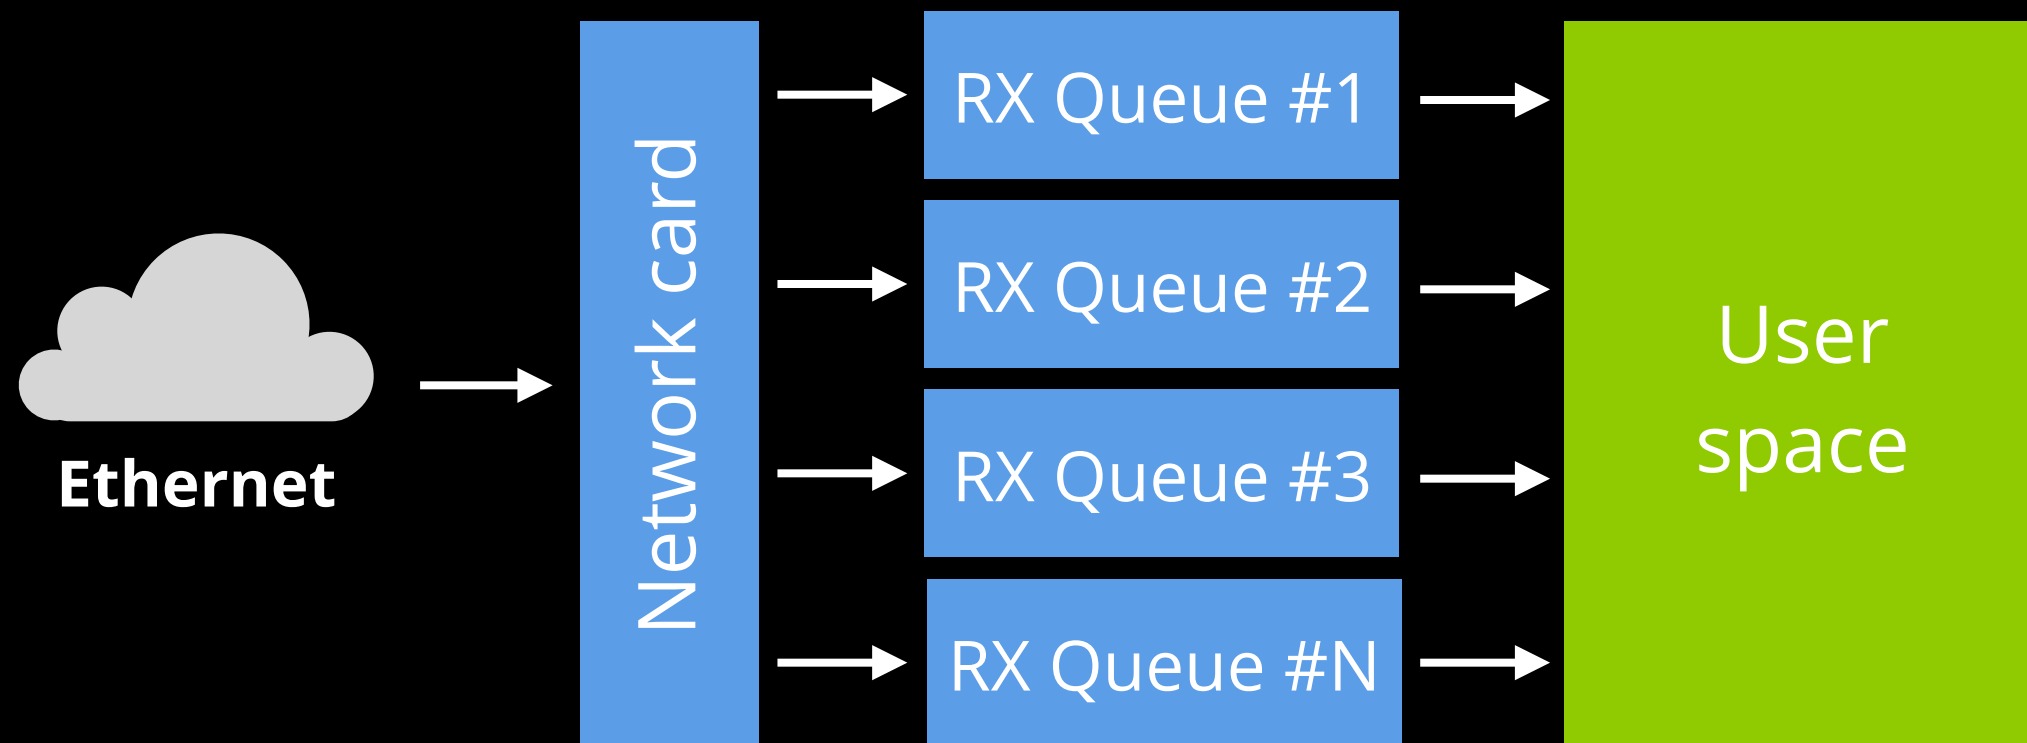 Ethernet
Network card
RX Queue #1
RX Queue #2
RX Queue #3
RX Queue #N
User
space